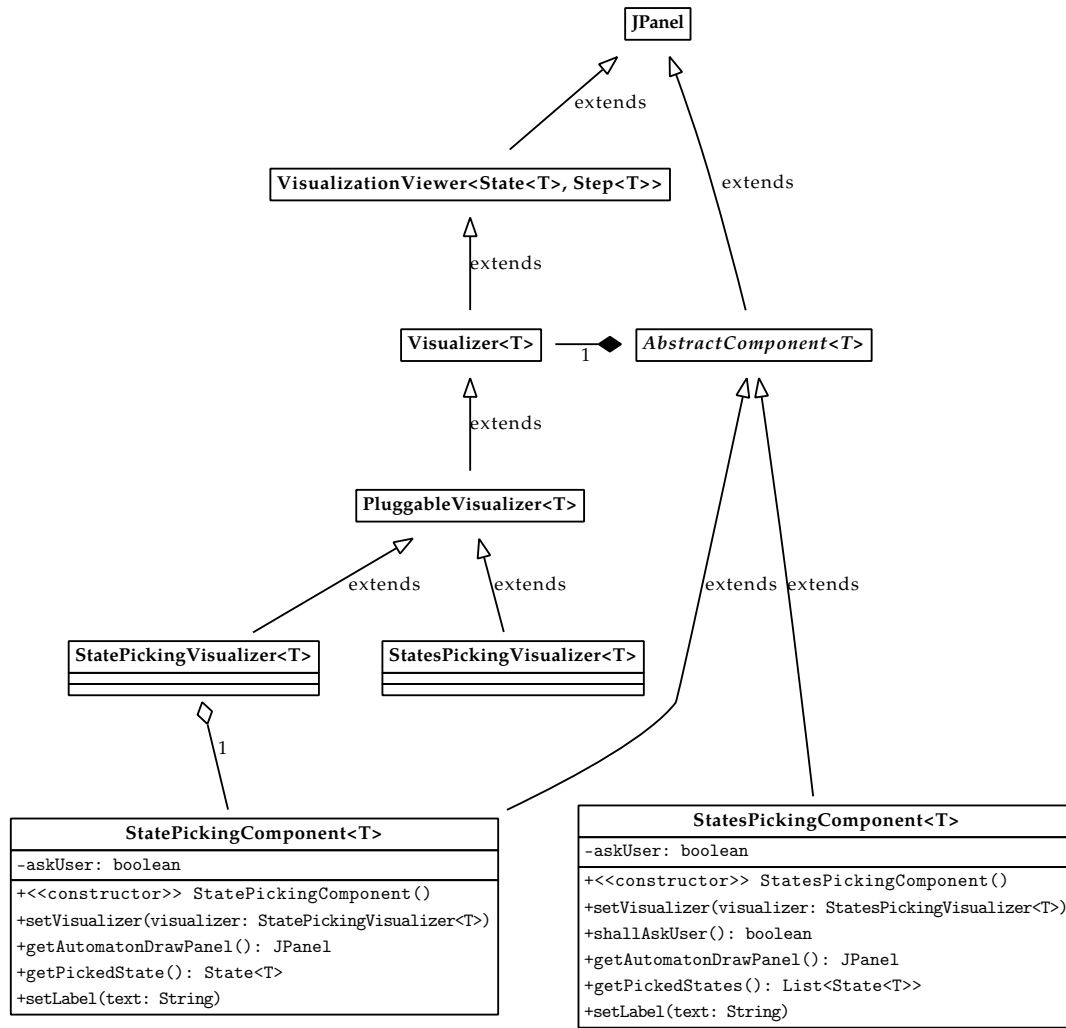 JPanel
extends
VisualizationViewer<State<T>, Step<T>>
extends
extends
Visualizer<T>
1
AbstractComponent<T>
extends
PluggableVisualizer<T>
extends
extends
extends
extends
StatePickingVisualizer<T>
StatesPickingVisualizer<T>
1
StatePickingComponent<T>
-askUser: boolean
+<<constructor>> StatePickingComponent()
+setVisualizer(visualizer: StatePickingVisualizer<T>)
+getAutomatonDrawPanel(): JPanel
+getPickedState(): State<T>
+setLabel(text: String)
StatesPickingComponent<T>
-askUser: boolean
+<<constructor>> StatesPickingComponent()
+setVisualizer(visualizer: StatesPickingVisualizer<T>)
+shallAskUser(): boolean
+getAutomatonDrawPanel(): JPanel
+getPickedStates(): List<State<T>>
+setLabel(text: String)